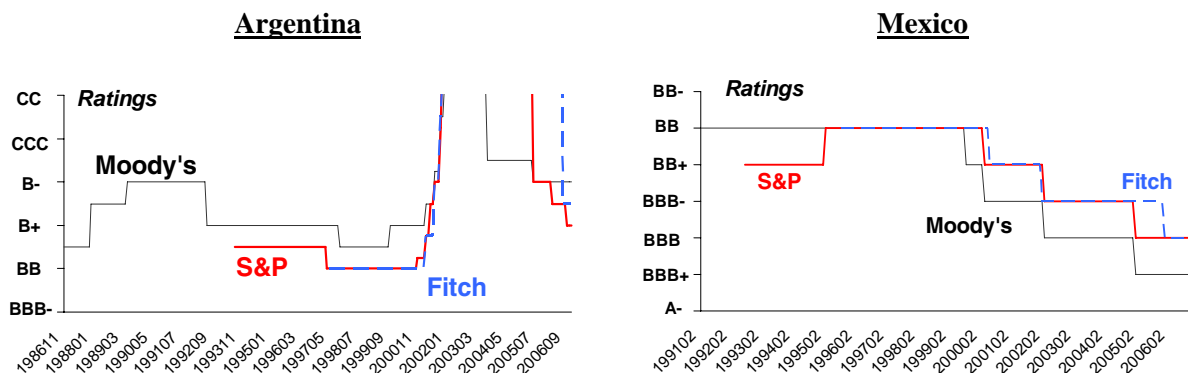 Argentina
Ratings
CC
CCC
B-
B+
BB
BBB-
Moody's
S&P
Fitch
198611
198801
198903
199005
199107
199209
199311
199501
199603
199705
199807
199909
200011
200201
200303
200405
200507
200609
Mexico
Ratings
BB-
BB
BB+
BBB-
BBB
BBB+
A-
S&P
Fitch
Moody's
199102
199202
199302
199402
199502
199602
199702
199802
199902
200002
200102
200202
200302
200402
200502
200602